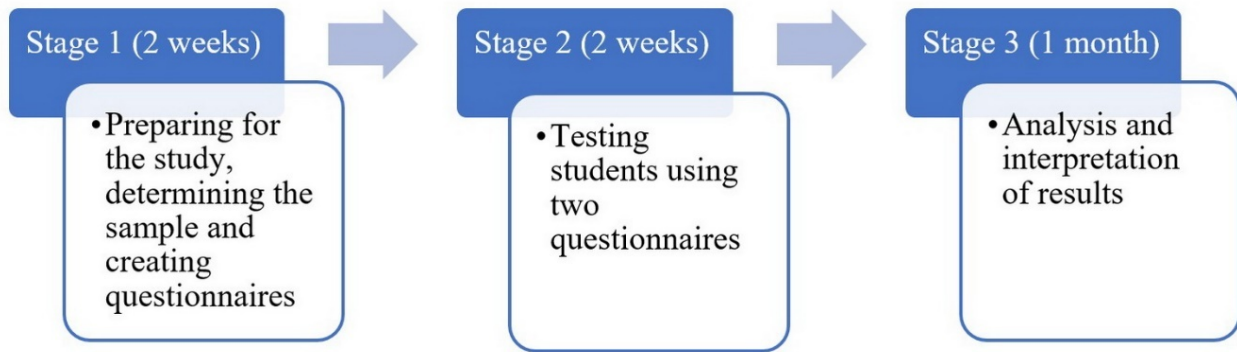 Stage 1 (2 weeks)
•Preparing for
the study,
determining the
sample and
creating
questionnaires
Stage 2 (2 weeks)
•Testing
students using
two
questionnaires
Stage 3 (1 month)
•Analysis and
interpretation
of results